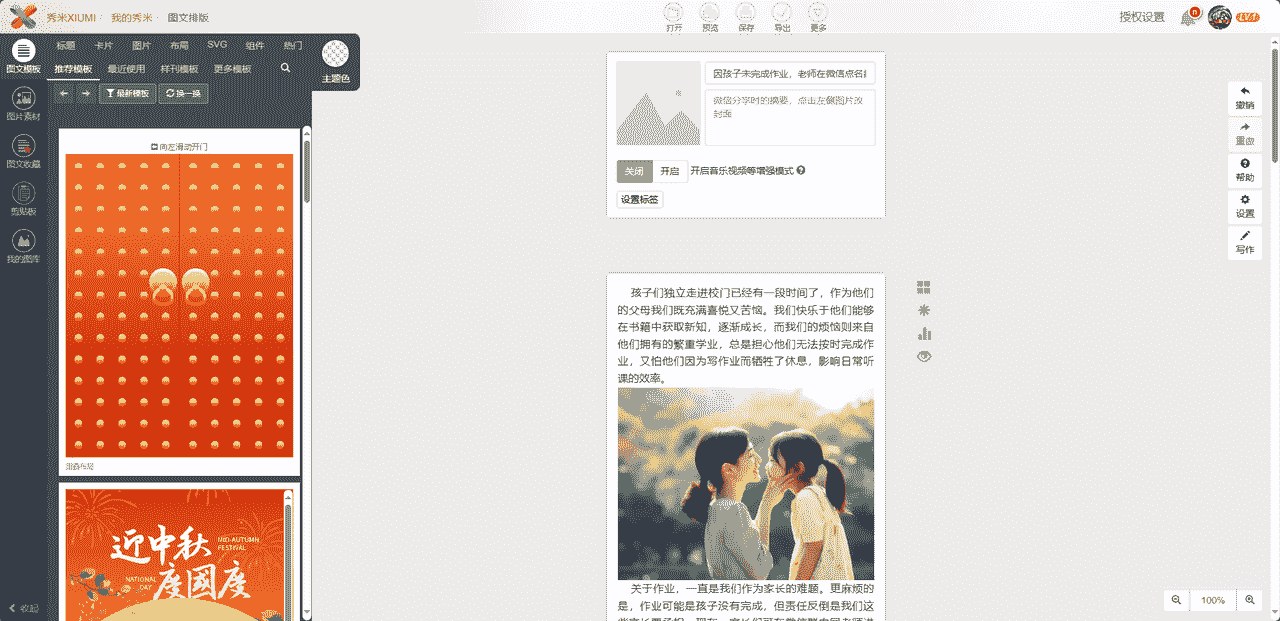 秀米XIUMI
我的秀米
图文排版
打开
预览
保存
导出
更多
授权设置
n
LV.1
图文模板
图片素材
图文收藏
剪贴板
我的图库
收起
标题
卡片
图片
布局
SVG
组件
热门
推荐模板
最近使用
样刊模板
更多模板
主题色
最新模板
换一换
向左滑动开门
迎中秋
MID-AUTUMN
FESTIVAL
NATIONAL
DAY
度國慶
因孩子未完成作业，老师在微信点名
微信分享时的摘要，点击左侧图片改
封面
关闭
开启
开启音乐视频等增强模式
设置标签
孩子们独立走进校门已经有一段时间了，作为他们
的父母我们既充满喜悦又苦恼。我们快乐于他们能够
在书籍中获取新知，逐渐成长，而我们的烦恼则来自
他们拥有的繁重学业，总是担心他们无法按时完成作
业，又怕他们因为写作业而牺牲了休息，影响日常听
课的效率。
关于作业，一直是我们作为家长的难题。更麻烦的
是，作业可能是孩子没有完成，但责任反倒是我们这
撤销
重做
帮助
设置
写作
100%